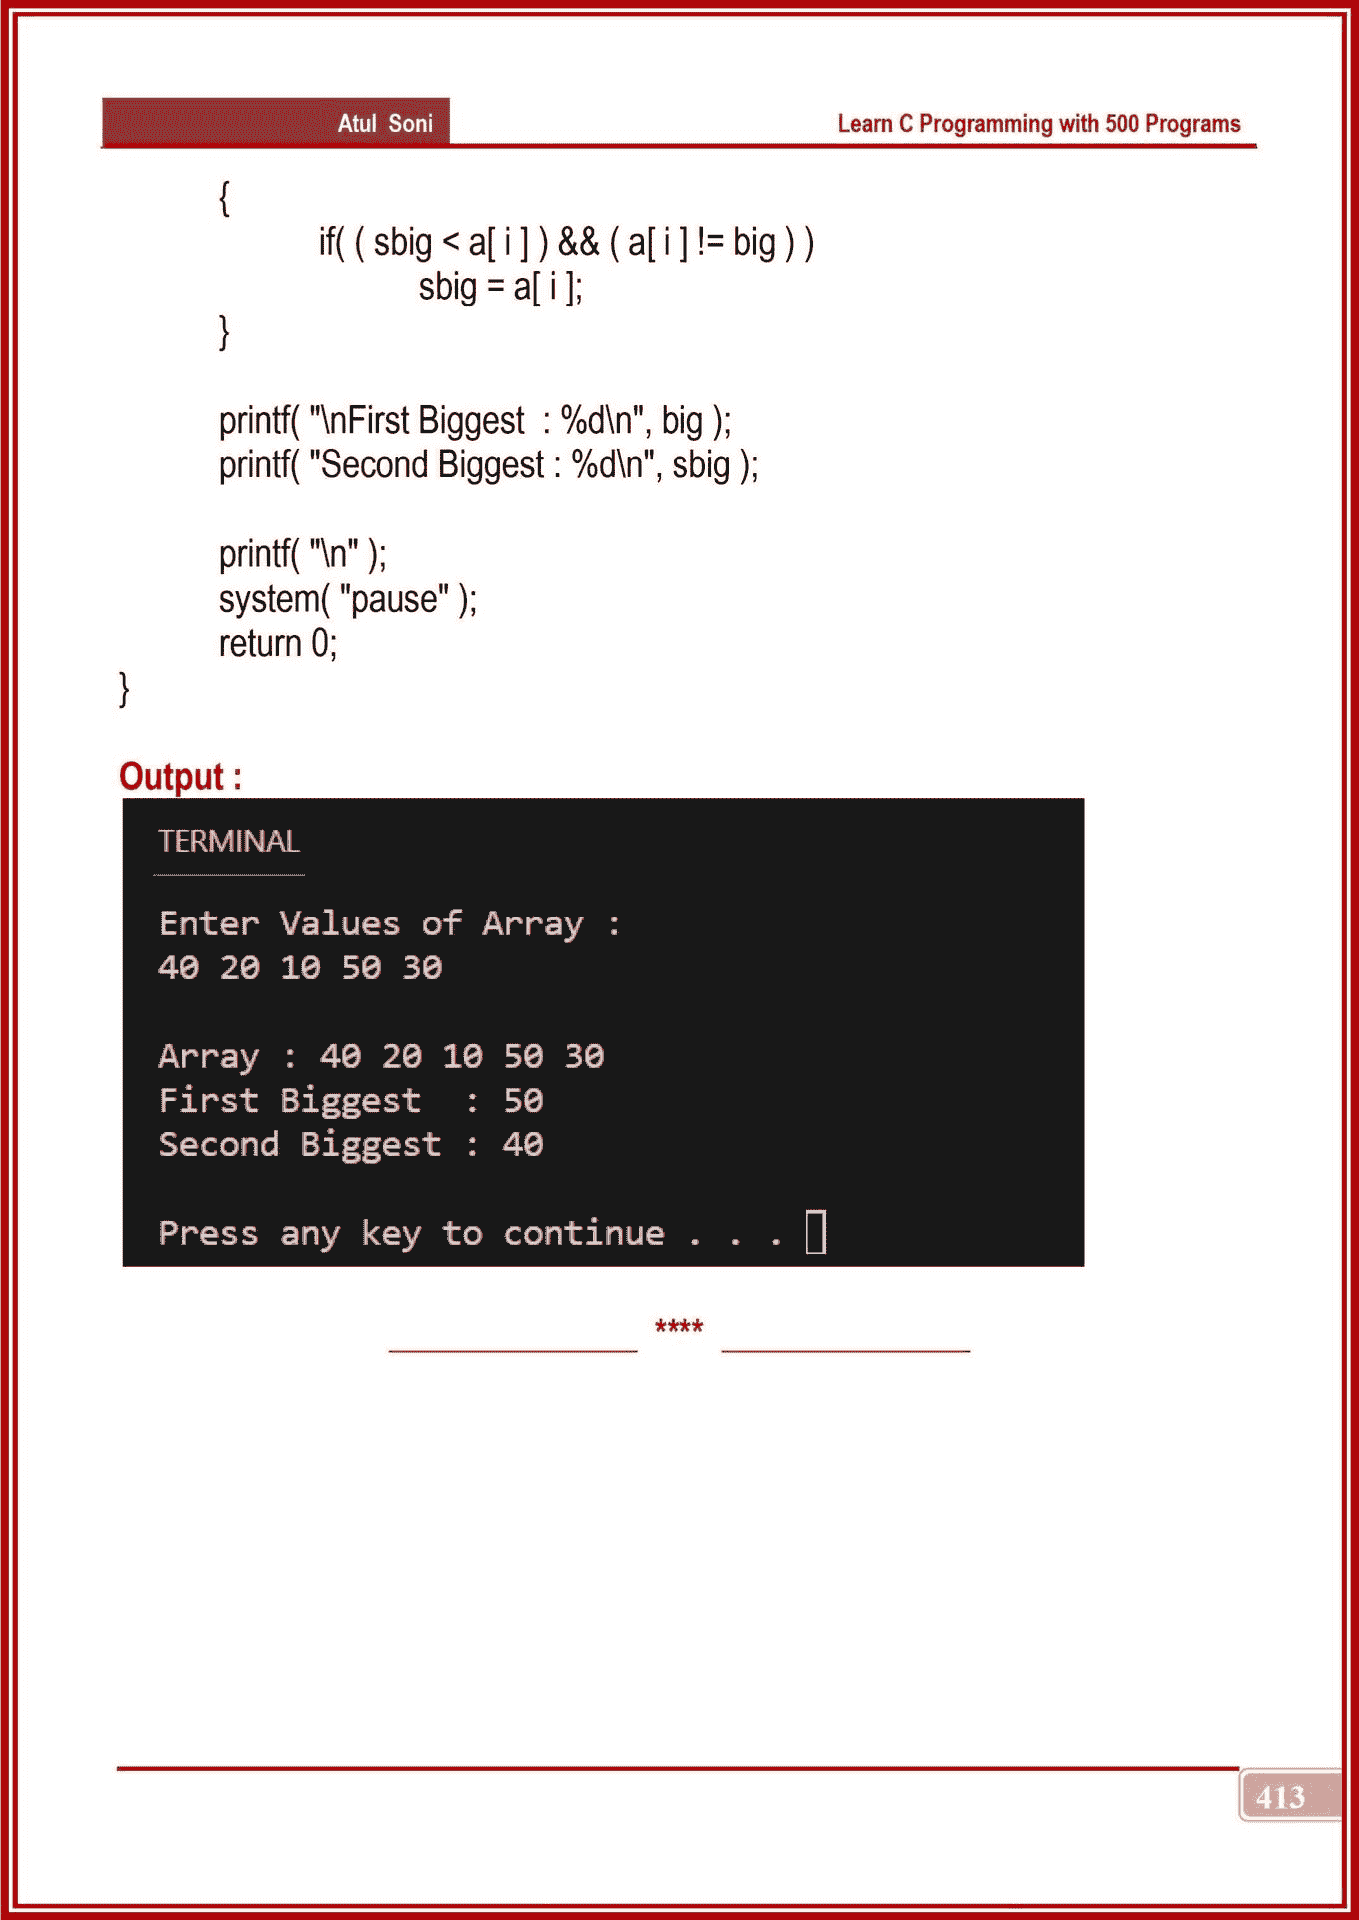 Atul Soni
Learn C Programming with 500 Programs
{
if( ( sbig < a[ i ] ) && ( a[ i ] != big ) )
sbig = a[ i ];
}
printf( "\nFirst Biggest  : %d\n", big );
printf( "Second Biggest : %d\n", sbig );
printf( "\n" );
system( "pause" );
return 0;
}
Output :
TERMINAL
Enter Values of Array :
40 20 10 50 30
Array : 40 20 10 50 30
First Biggest  : 50
Second Biggest : 40
Press any key to continue . . .
****
413